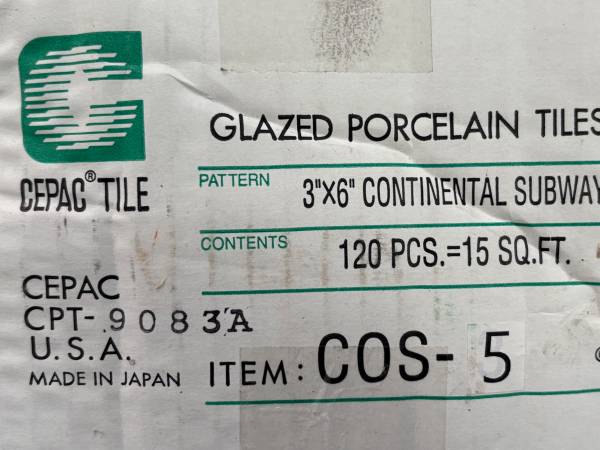 GLAZED PORCELAIN TILES
CEPAC® TILE
PATTERN 3"X6" CONTINENTAL SUBWAY
CONTENTS 120 PCS.=15 SQ.FT.
CEPAC
CPT- 9083A
U.S.A.
MADE IN JAPAN
ITEM: COS-5